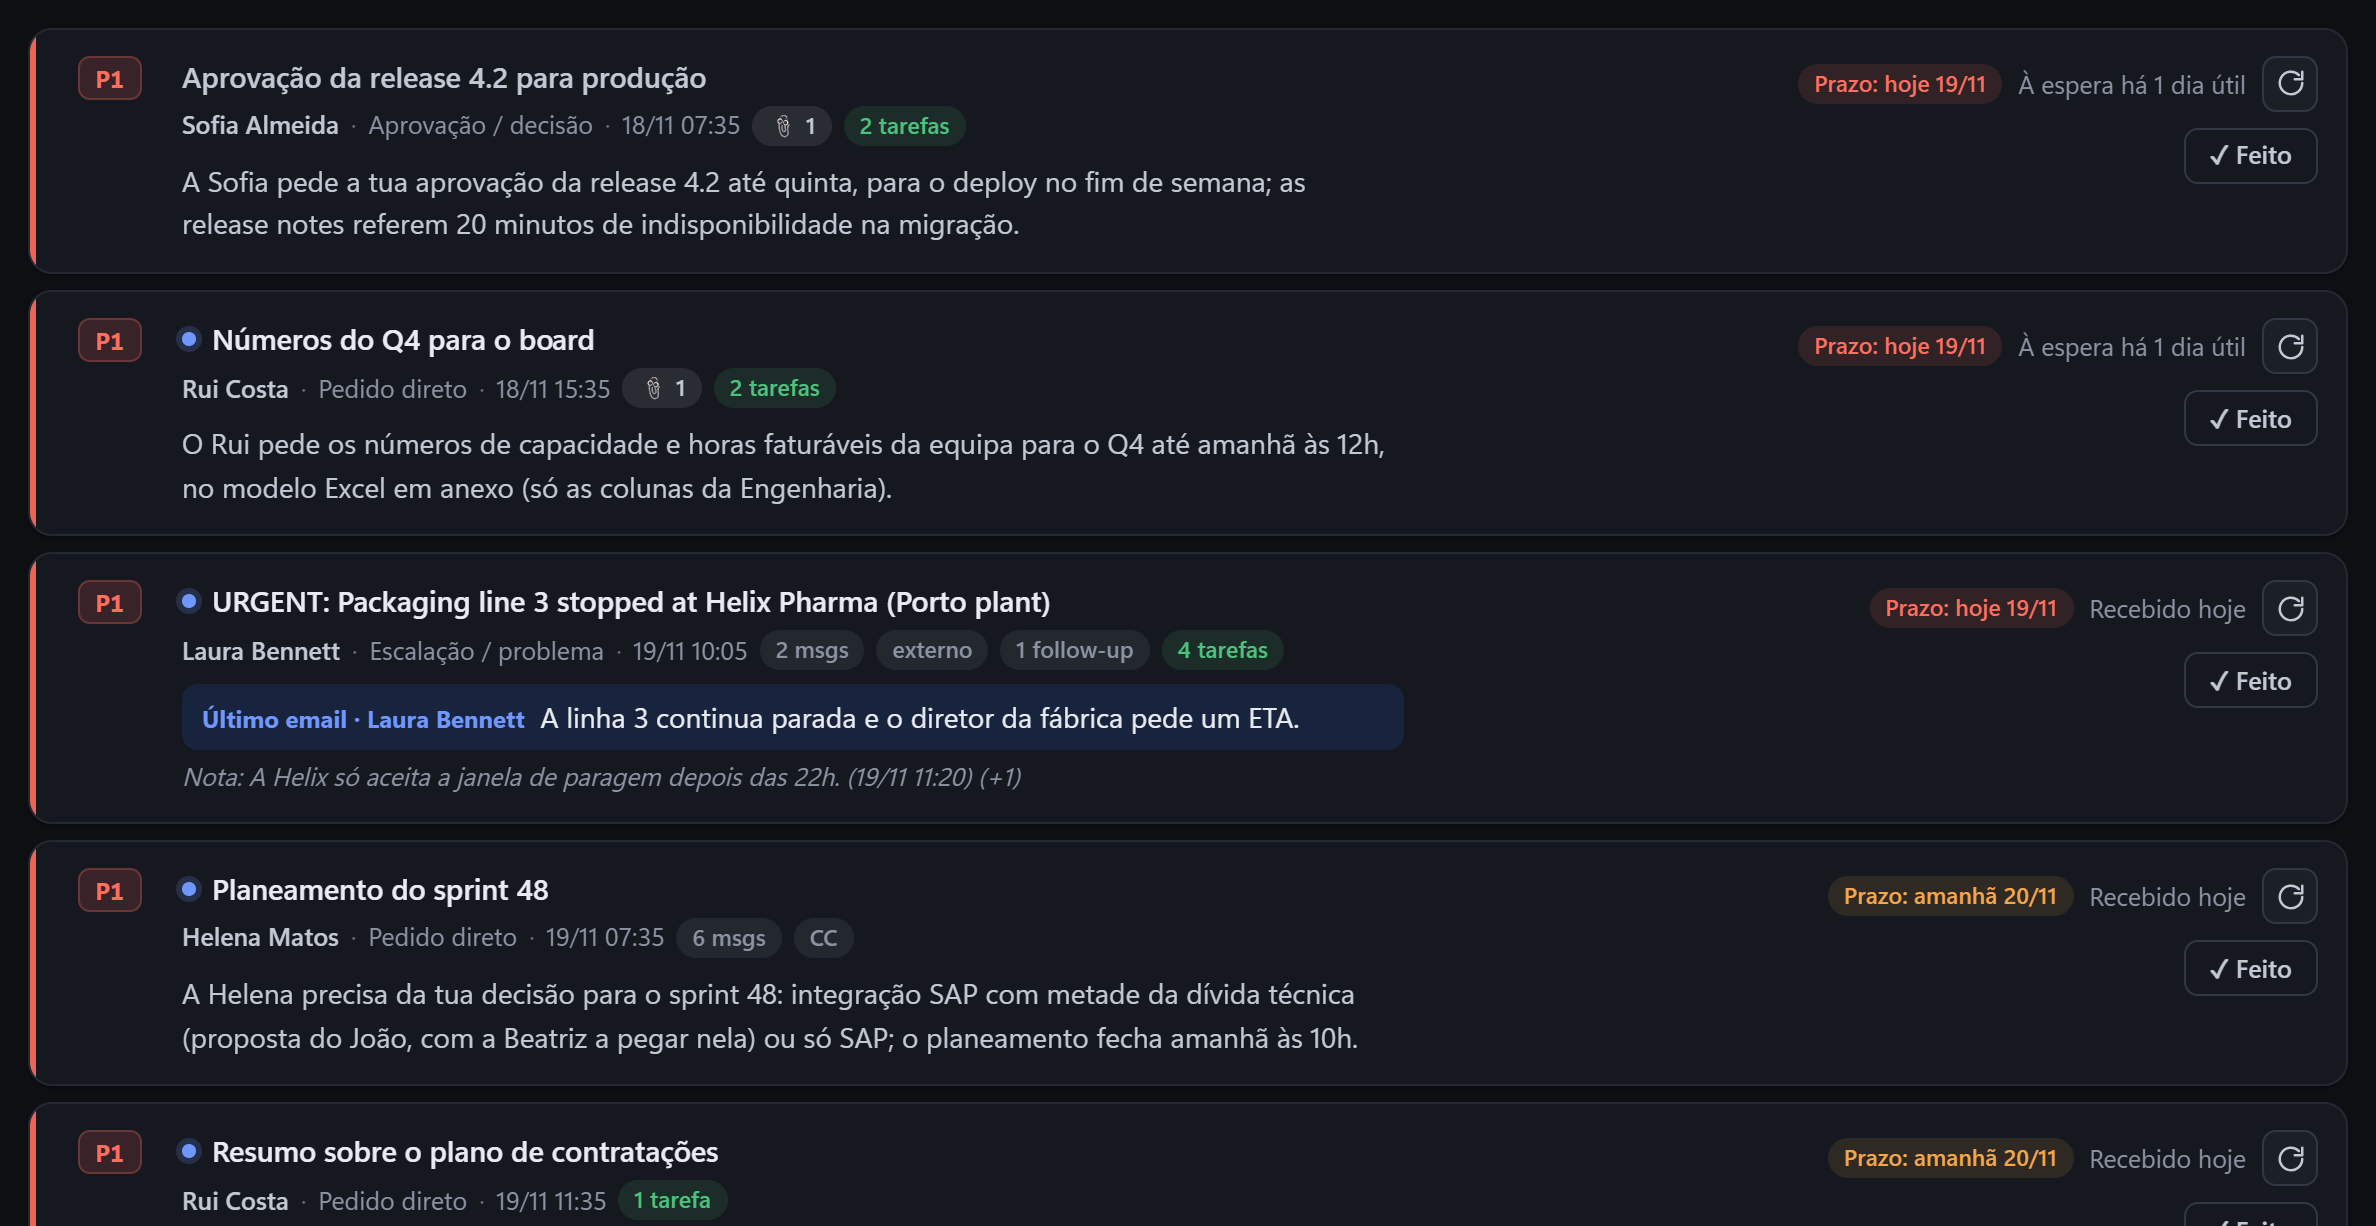 P1 Aprovação da release 4.2 para produção Prazo: hoje 19/11 À espera há 1 dia útil
Sofia Almeida · Aprovação / decisão · 18/11 07:35 1 2 tarefas
✓ Feito
A Sofia pede a tua aprovação da release 4.2 até quinta, para o deploy no fim de semana; as
release notes referem 20 minutos de indisponibilidade na migração.
P1 Números do Q4 para o board Prazo: hoje 19/11 À espera há 1 dia útil
Rui Costa · Pedido direto · 18/11 15:35 1 2 tarefas
✓ Feito
O Rui pede os números de capacidade e horas faturáveis da equipa para o Q4 até amanhã às 12h,
no modelo Excel em anexo (só as colunas da Engenharia).
P1 URGENT: Packaging line 3 stopped at Helix Pharma (Porto plant) Prazo: hoje 19/11 Recebido hoje
Laura Bennett · Escalação / problema · 19/11 10:05 2 msgs externo 1 follow-up 4 tarefas
✓ Feito
Último email · Laura Bennett A linha 3 continua parada e o diretor da fábrica pede um ETA.
Nota: A Helix só aceita a janela de paragem depois das 22h. (19/11 11:20) (+1)
P1 Planeamento do sprint 48 Prazo: amanhã 20/11 Recebido hoje
Helena Matos · Pedido direto · 19/11 07:35 6 msgs CC
✓ Feito
A Helena precisa da tua decisão para o sprint 48: integração SAP com metade da dívida técnica
(proposta do João, com a Beatriz a pegar nela) ou só SAP; o planeamento fecha amanhã às 10h.
P1 Resumo sobre o plano de contratações Prazo: amanhã 20/11 Recebido hoje
Rui Costa · Pedido direto · 19/11 11:35 1 tarefa